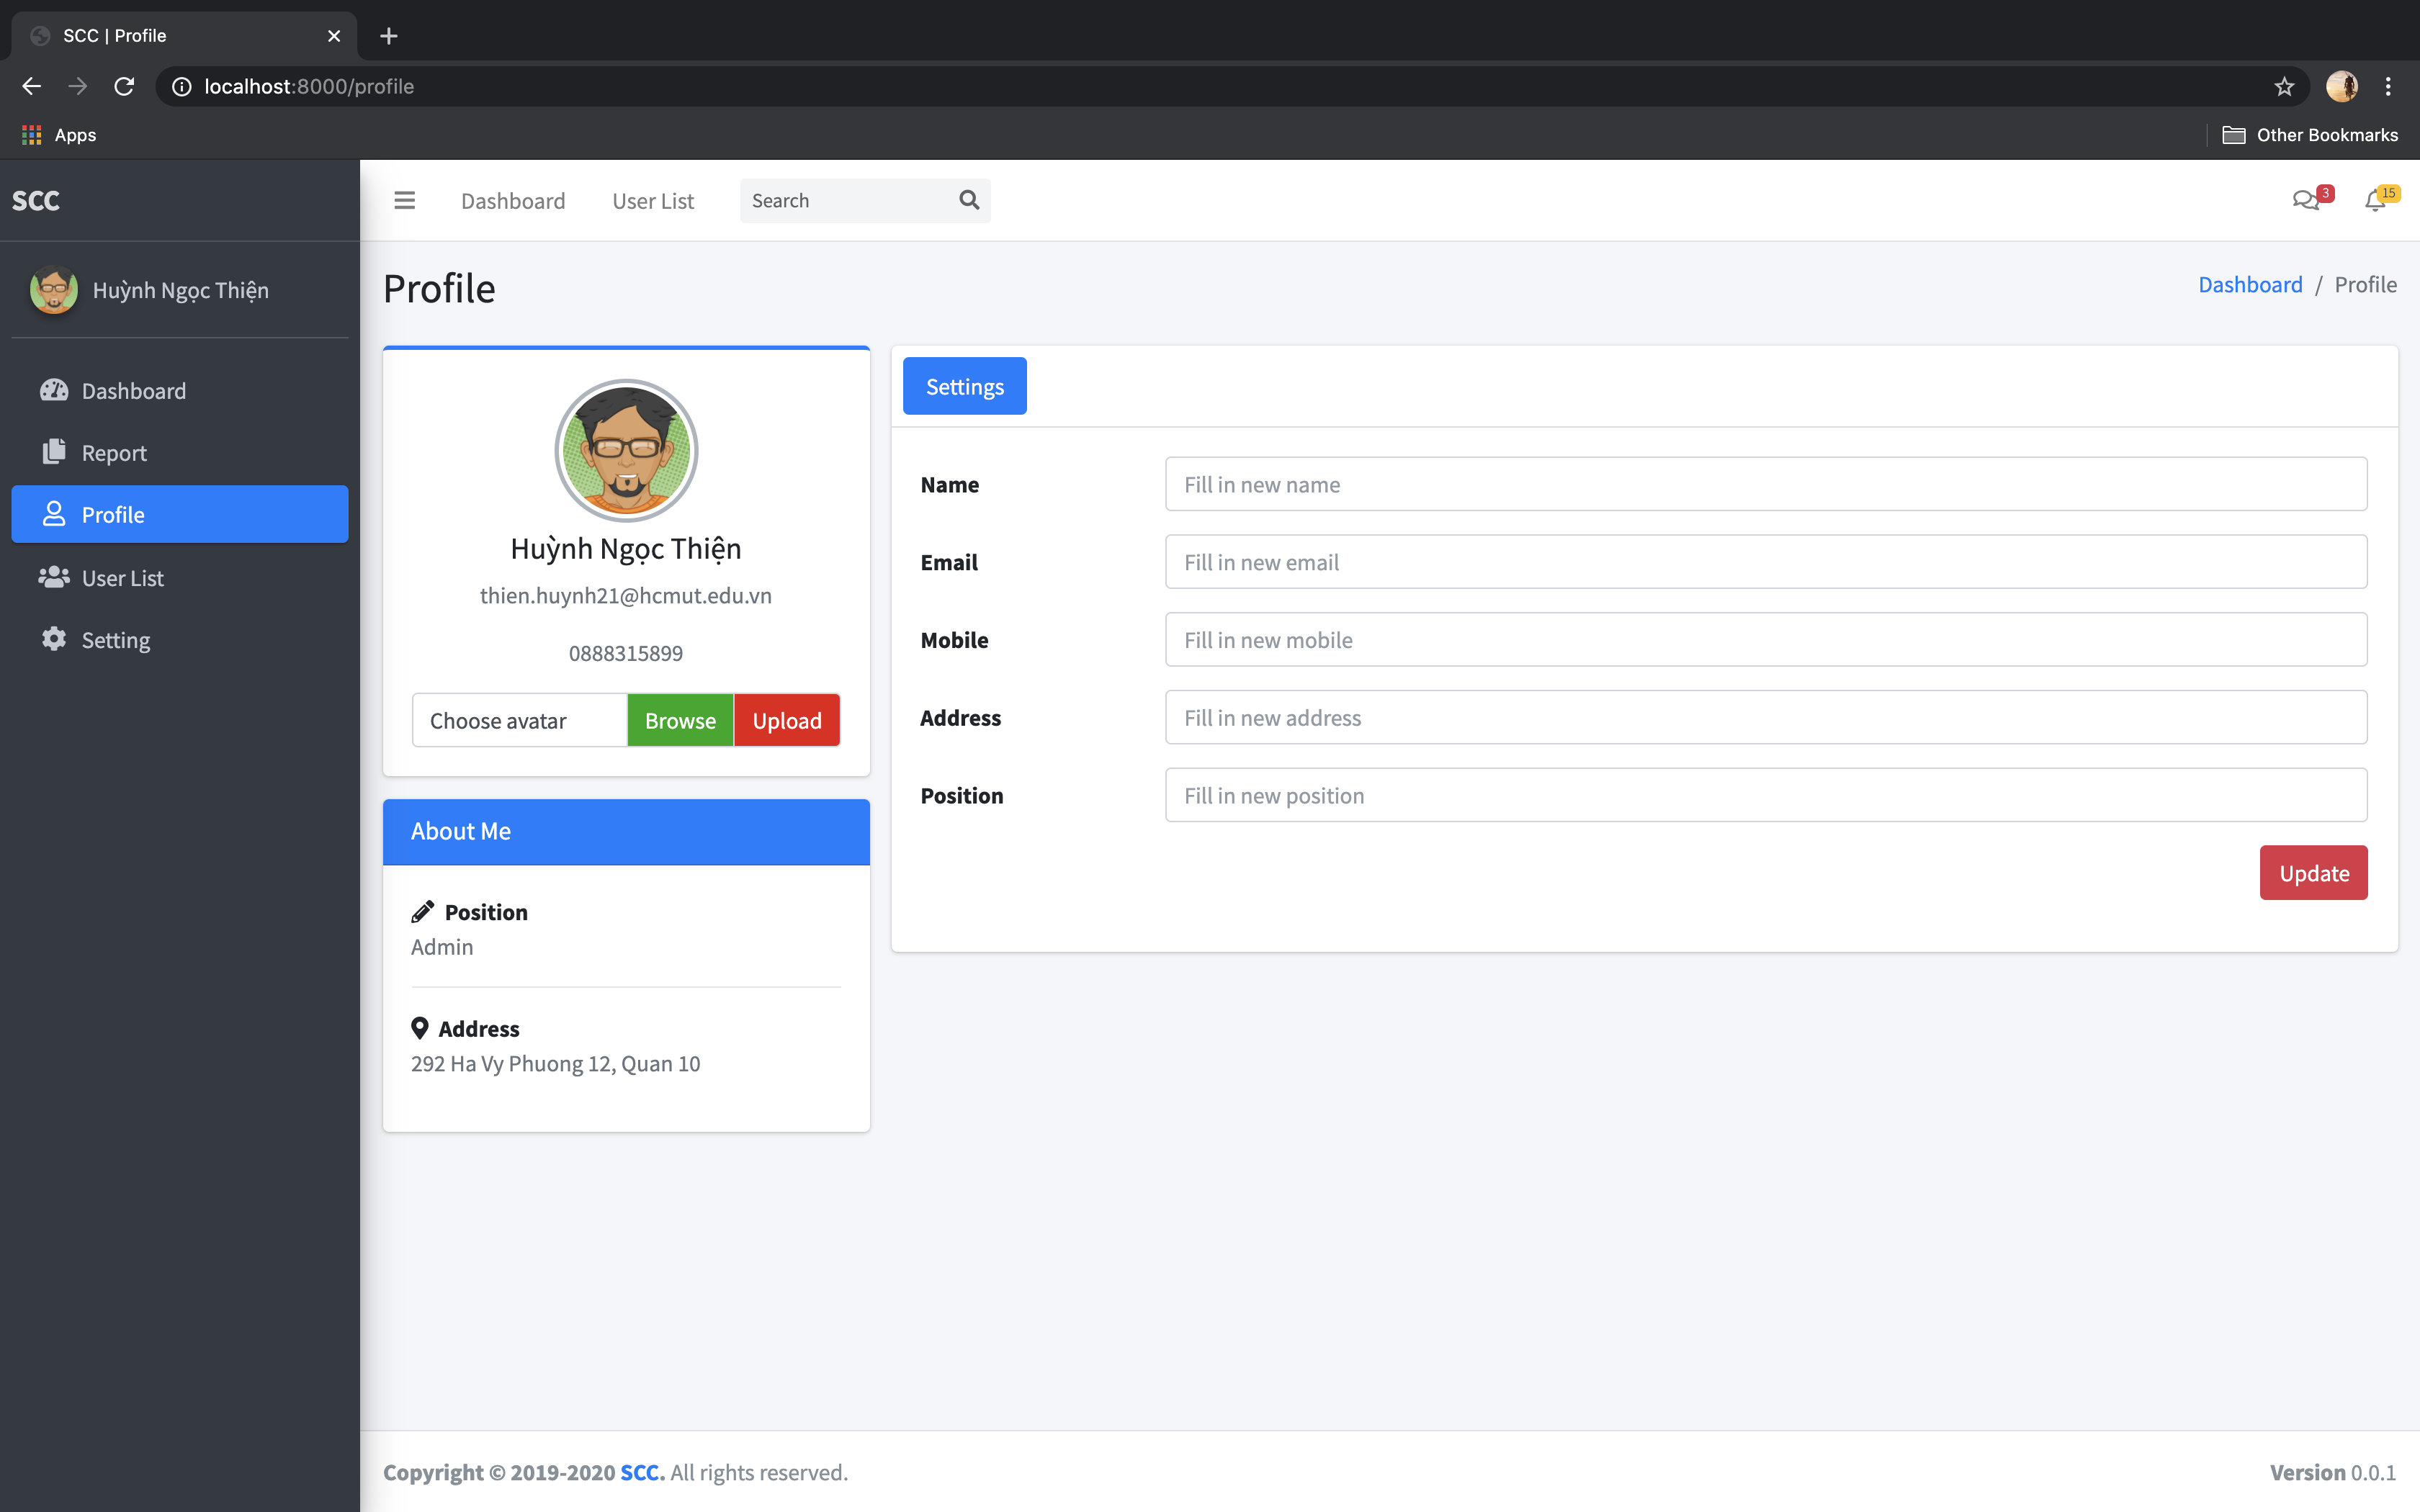 SCC | Profile
localhost:8000/profile
Apps
Other Bookmarks
SCC
Dashboard
User List
Search
3
15
Huỳnh Ngọc Thiện
Profile
Dashboard / Profile
Dashboard
Report
Profile
User List
Setting
Huỳnh Ngọc Thiện
thien.huynh21@hcmut.edu.vn
0888315899
Choose avatar
Browse
Upload
About Me
Position
Admin
Address
292 Ha Vy Phuong 12, Quan 10
Settings
Name
Fill in new name
Email
Fill in new email
Mobile
Fill in new mobile
Address
Fill in new address
Position
Fill in new position
Update
Copyright © 2019-2020 SCC. All rights reserved.
Version 0.0.1